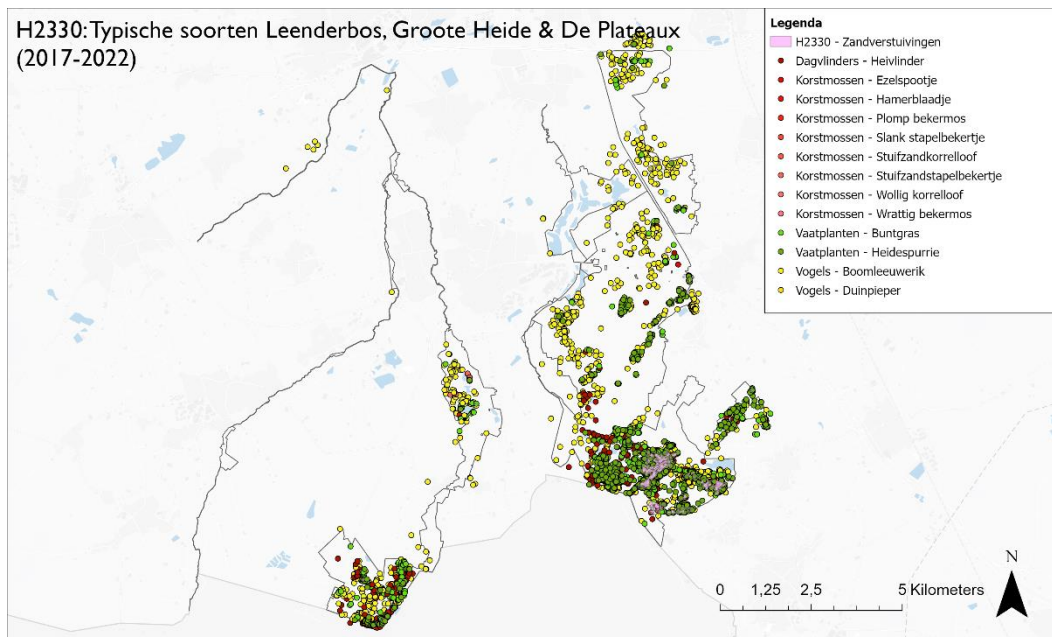 H2330: Typische soorten Leenderbos, Groote Heide & De Plateaux
(2017-2022)
Legenda
H2330 - Zandverstuivingen
Dagvlinders - Heivlinder
Korstmossen - Ezelspootje
Korstmossen - Hamerblaadje
Korstmossen - Plomp bekermos
Korstmossen - Slank stapelbekertje
Korstmossen - Stuifzandkorrelloof
Korstmossen - Stuifzandstapelbekertje
Korstmossen - Wollig korrelloof
Korstmossen - Wrattig bekermos
Vaatplanten - Buntgras
Vaatplanten - Heidespurrie
Vogels - Boomleeuwerik
Vogels - Duinpieper
N
0 1,25 2,5 5 Kilometers